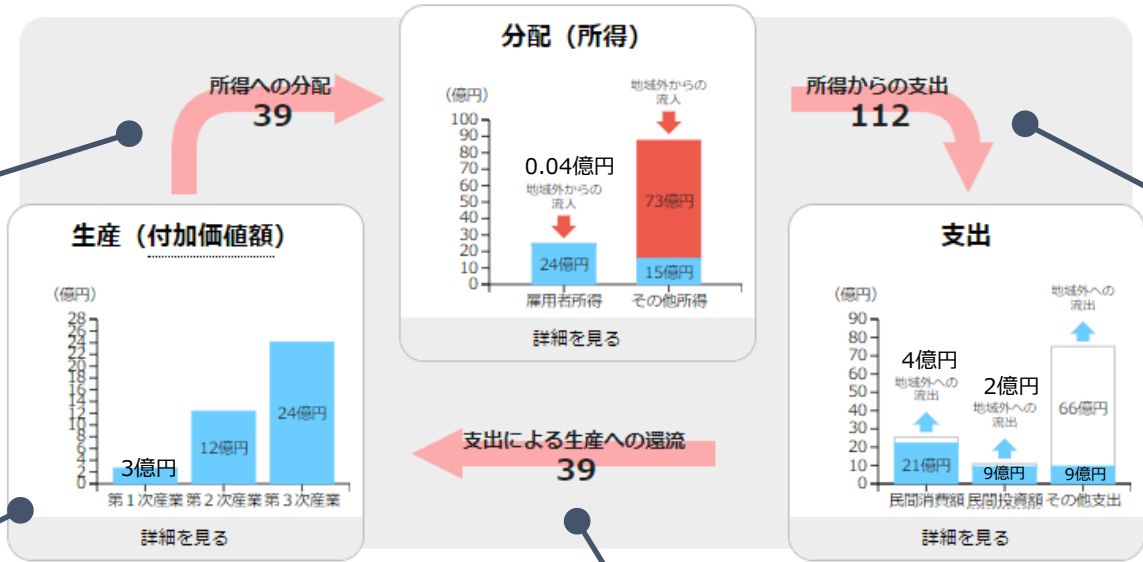 分配（所得）
所得への分配
39
（億円）
100
90
80
70
60
50
40
30
20
10
0
0.04億円
地域外からの
流入
24億円
雇用者所得
地域外からの
流入
73億円
15億円
その他所得
詳細を見る
所得からの支出
112
生産（付加価値額）
（億円）
28
26
24
22
20
18
16
14
12
10
8
6
4
2
0
3億円
12億円
24億円
第１次産業
第２次産業
第３次産業
詳細を見る
支出による生産への還流
39
支出
（億円）
90
80
70
60
50
40
30
20
10
0
4億円
地域外への
流出
21億円
民間消費額
2億円
地域外への
流出
9億円
民間投資額
地域外への
流出
66億円
9億円
その他支出
詳細を見る